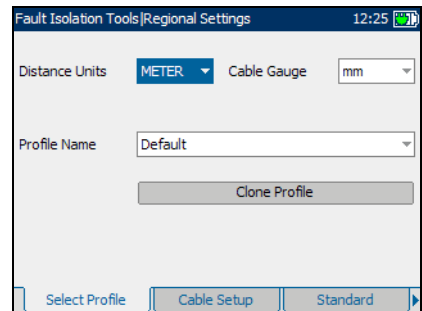 Fault Isolation Tools|Regional Settings 12:25
Distance Units METER Cable Gauge mm
Profile Name Default
Clone Profile
Select Profile Cable Setup Standard